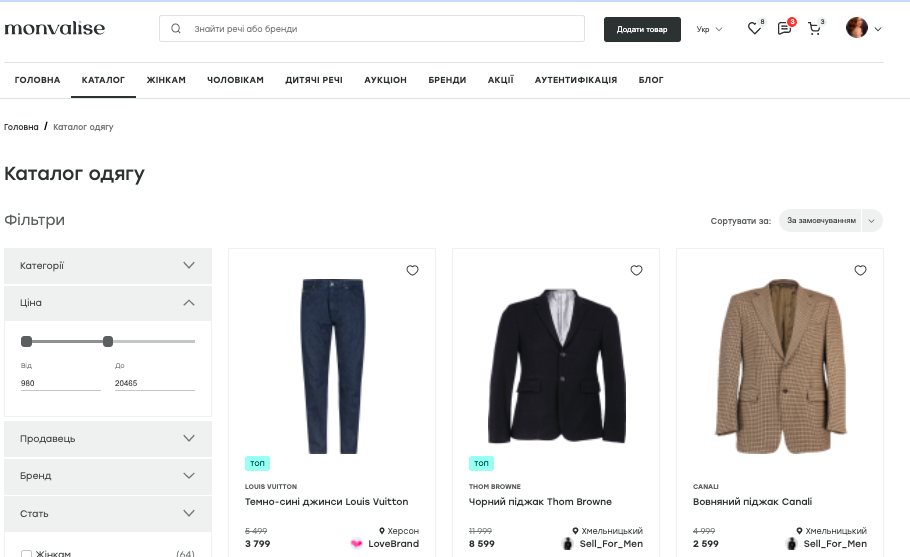 monvalise
Знайти речі або бренди
Додати товар
Укр
8
3
3
ГОЛОВНА КАТАЛОГ ЖІНКАМ ЧОЛОВІКАМ ДИТЯЧІ РЕЧІ АУКЦІОН БРЕНДИ АКЦІЇ АУТЕНТИФІКАЦІЯ БЛОГ
Головна / Каталог одягу
Каталог одягу
Фільтри
Сортувати за: За замовчуванням
Категорії
Ціна
Від До
980 20465
Продавець
Бренд
Стать
Жінкам (64)
ТОП
LOUIS VUITTON
Темно-сині джинси Louis Vuitton
5 499 Херсон
3 799 LoveBrand
ТОП
THOM BROWNE
Чорний піджак Thom Browne
11 999 Хмельницький
8 599 Sell_For_Men
CANALI
Вовняний піджак Canali
4 999 Хмельницький
2 599 Sell_For_Men